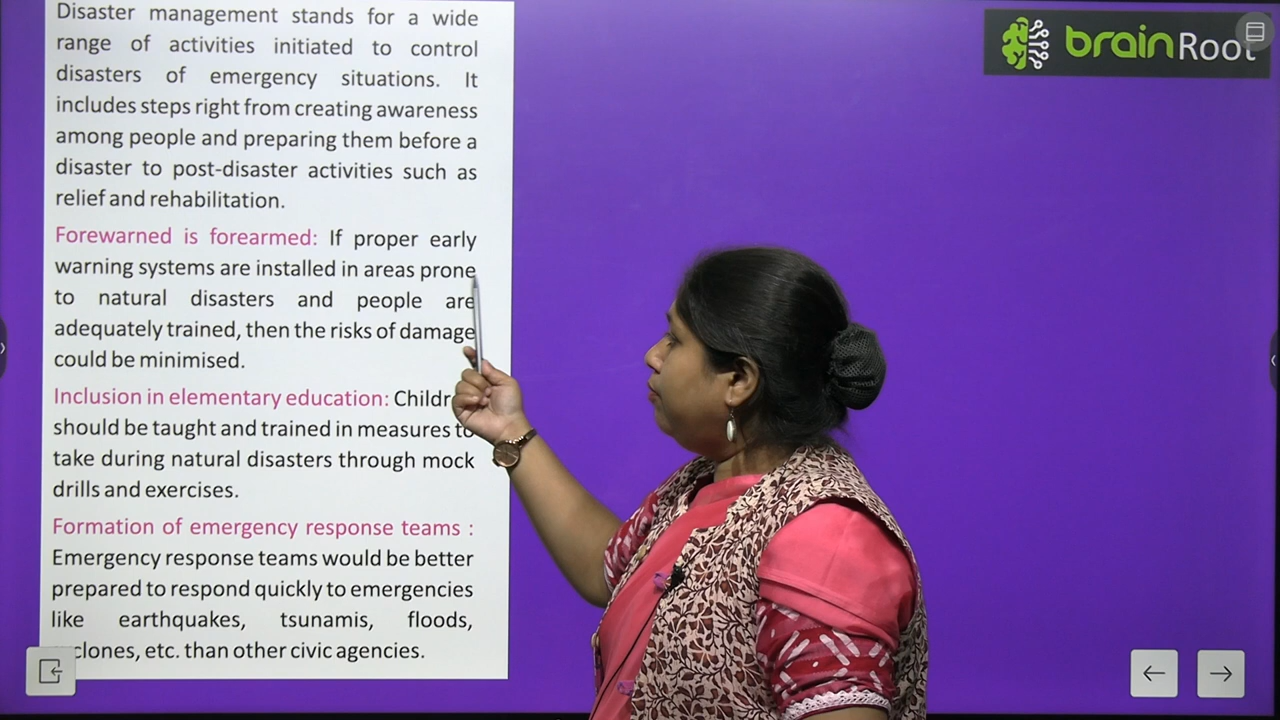 Disaster management stands for a wide
range of activities initiated to control
disasters of emergency situations. It
includes steps right from creating awareness
among people and preparing them before a
disaster to post-disaster activities such as
relief and rehabilitation.
Forewarned is forearmed: If proper early
warning systems are installed in areas prone
to natural disasters and people are
adequately trained, then the risks of damage
could be minimised.
Inclusion in elementary education:
should be taught and trained in measures to
take during natural disasters through mock
drills and exercises.
Formation of emergency response teams :
Emergency response teams would be better
prepared to respond quickly to emergencies
like earthquakes, tsunamis, floods,
etc. than other civic agencies.
brainRoot